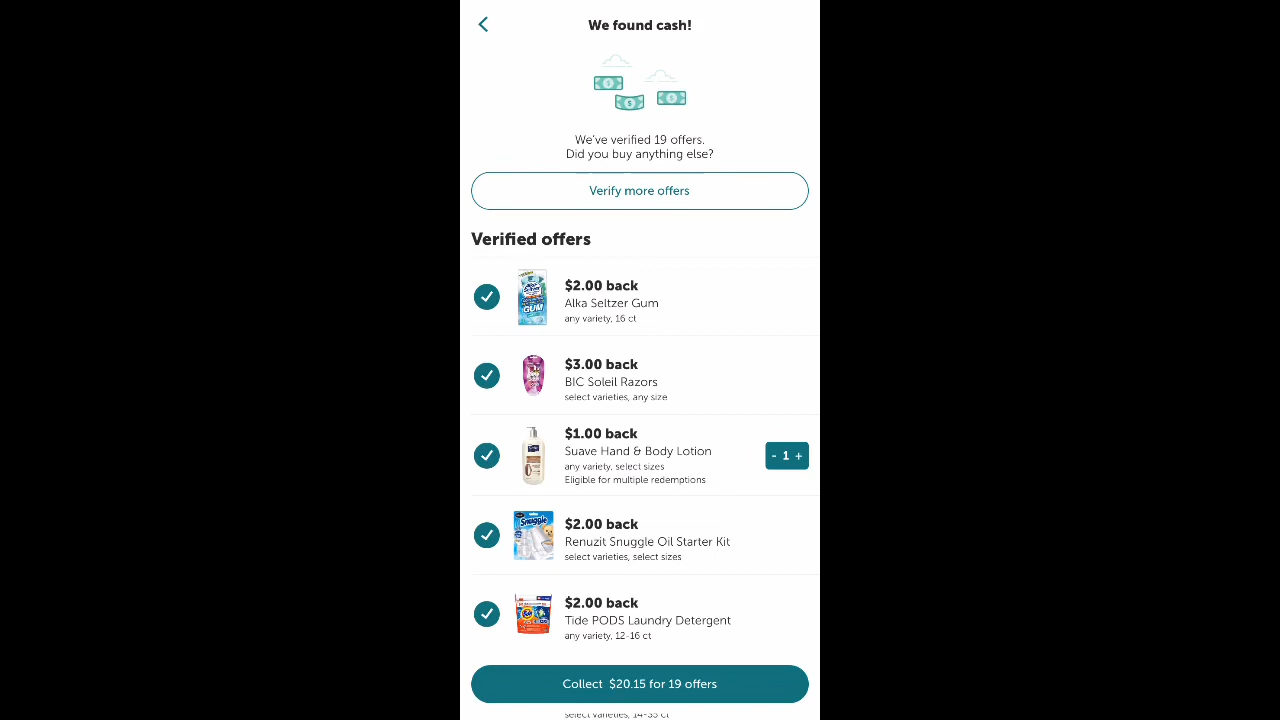 We found cash!
We've verified 19 offers.
Did you buy anything else?
Verify more offers
Verified offers
$2.00 back
Alka Seltzer Gum
any variety, 16 ct
GUM
$3.00 back
BIC Soleil Razors
select varieties, any size
$1.00 back
Suave Hand & Body Lotion
any variety, select sizes
Eligible for multiple redemptions
- 1 +
$2.00 back
Renuzit Snuggle Oil Starter Kit
select varieties, select sizes
Snuggle
$2.00 back
Tide PODS Laundry Detergent
any variety, 12-16 ct
Tide
Collect $20.15 for 19 offers
select varieties, 14-35 ct